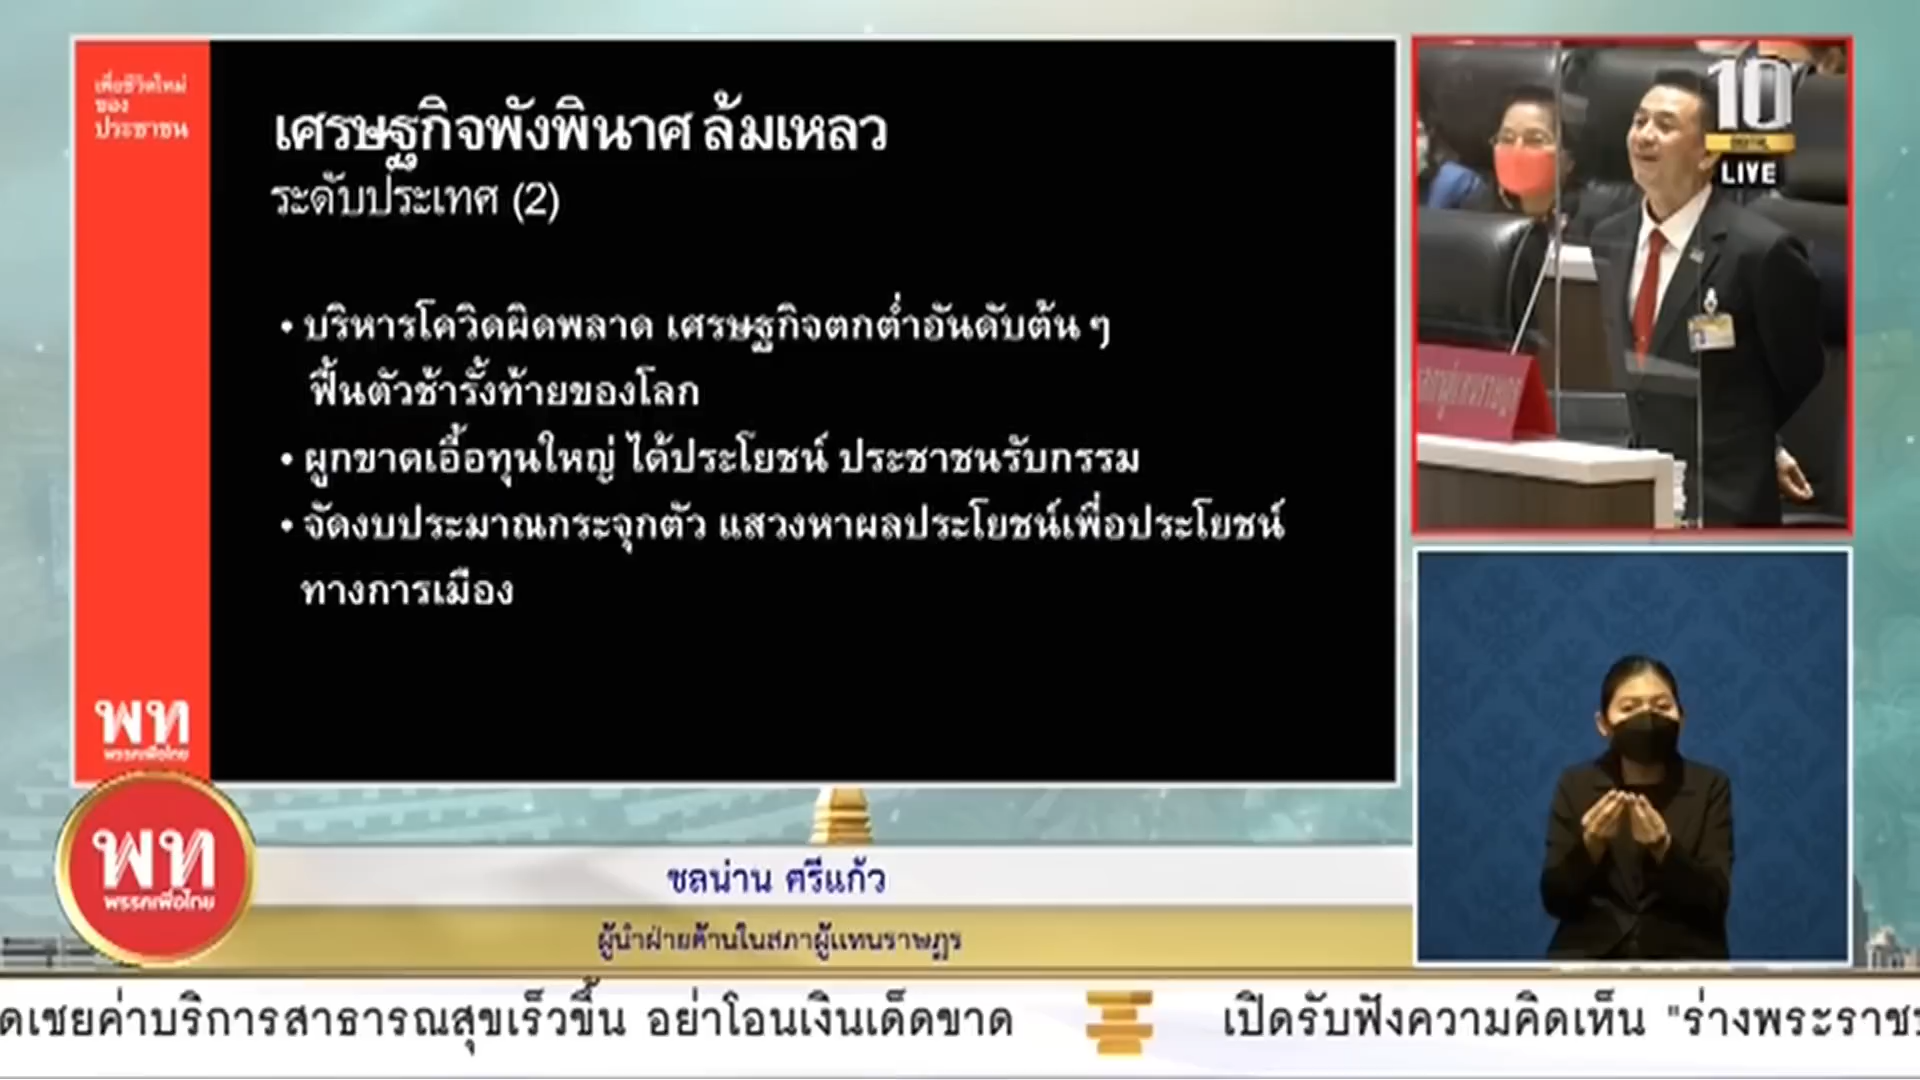 เพื่อชีวิตใหม่
ของ
ประชาชน
เศรษฐกิจพังพินาศ ล้มเหลว
ระดับประเทศ (2)
• บริหารโควิดผิดพลาด เศรษฐกิจตกต่ำอันดับต้น ๆ
ฟื้นตัวช้ารั้งท้ายของโลก
• ผูกขาดเอื้อทุนใหญ่ ได้ประโยชน์ ประชาชนรับกรรม
• จัดงบประมาณกระจุกตัว แสวงหาผลประโยชน์เพื่อประโยชน์
ทางการเมือง
พท
พรรคเพื่อไทย
10
LIVE
พท
พรรคเพื่อไทย
ชลน่าน ศรีแก้ว
ผู้นำฝ่ายค้านในสภาผู้แทนราษฎร
ดเชยค่าบริการสาธารณสุขเร็วขึ้น อย่าโอนเงินเด็ดขาด
เปิดรับฟังความคิดเห็น "ร่างพระราช